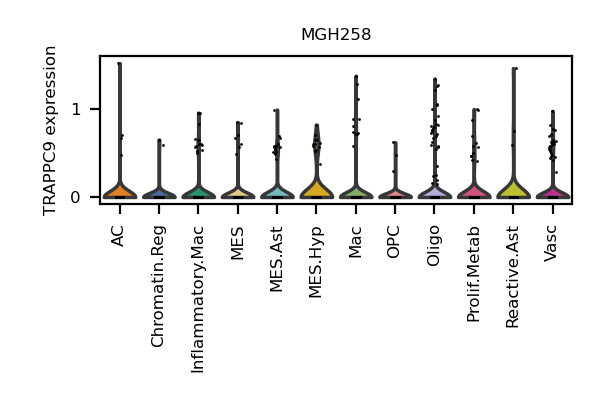 MGH258
TRAPPC9 expression
1
0
AC
Chromatin.Reg
Inflammatory.Mac
MES
MES.Ast
MES.Hyp
Mac
OPC
Oligo
Prolif.Metab
Reactive.Ast
Vasc